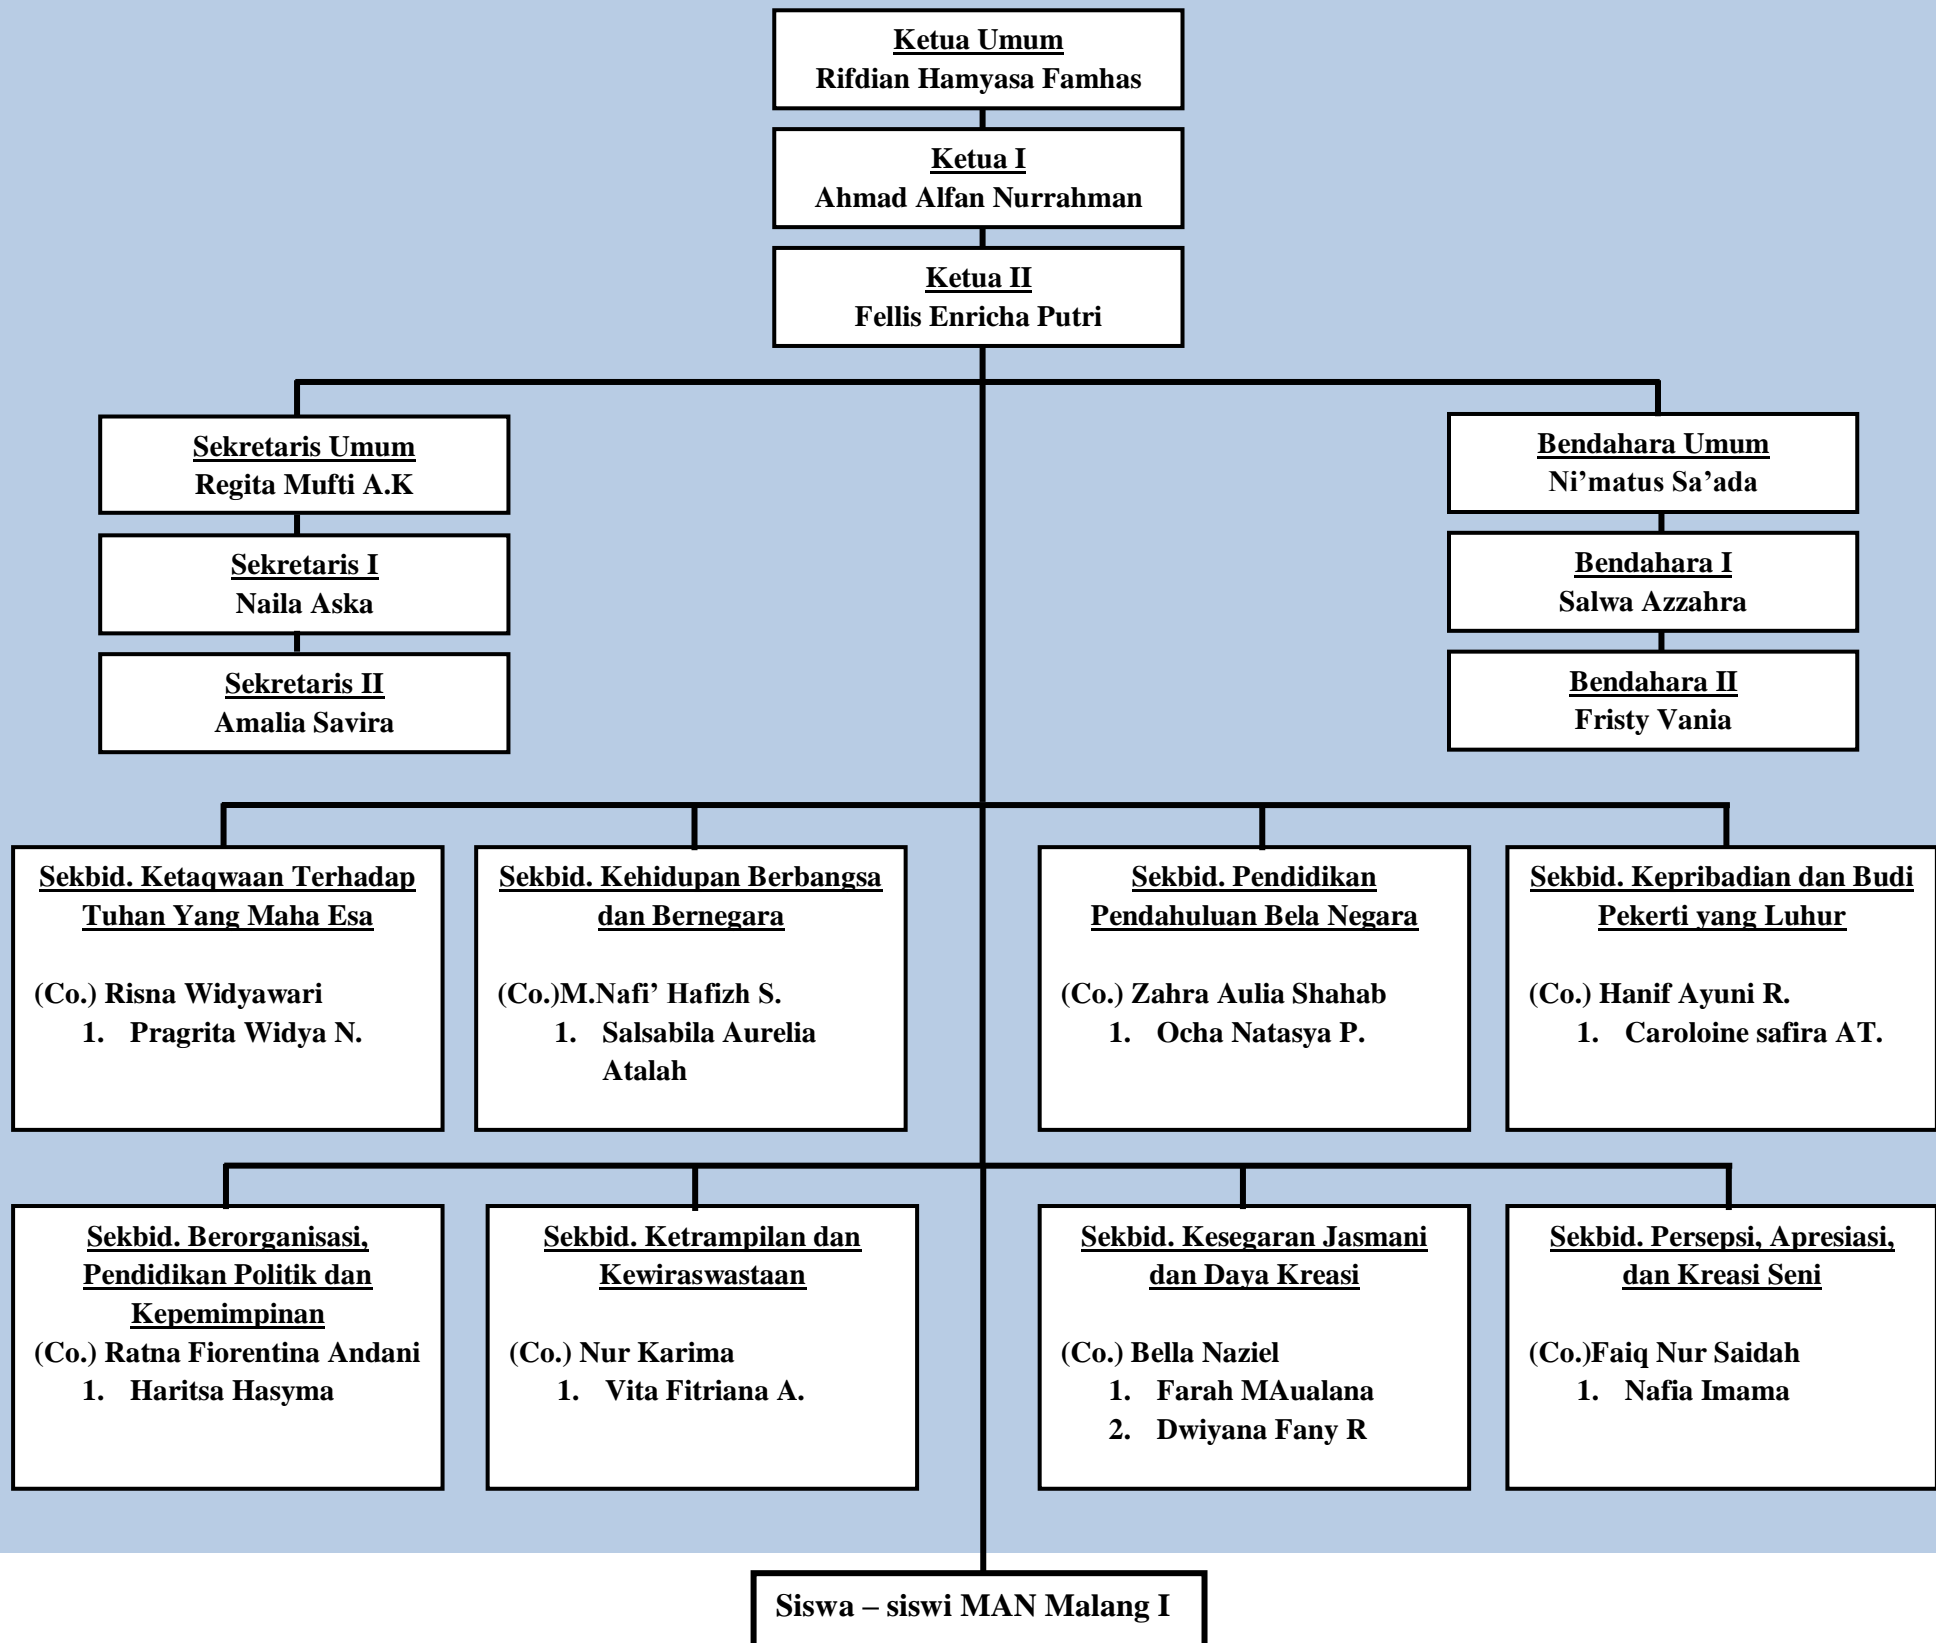 Ketua Umum
Rifdian Hamyasa Famhas
Ketua I
Ahmad Alfan Nurrahman
Ketua II
Fellis Enricha Putri
Sekretaris Umum
Regita Mufti A.K
Sekretaris I
Naila Aska
Sekretaris II
Amalia Savira
Bendahara Umum
Ni’matus Sa’ada
Bendahara I
Salwa Azzahra
Bendahara II
Fristy Vania
Sekbid. Ketaqwaan Terhadap
Tuhan Yang Maha Esa
(Co.) Risna Widyawari
1. Pragrita Widya N.
Sekbid. Kehidupan Berbangsa
dan Bernegara
(Co.)M.Nafi’ Hafizh S.
1. Salsabila Aurelia
Atalah
Sekbid. Pendidikan
Pendahuluan Bela Negara
(Co.) Zahra Aulia Shahab
1. Ocha Natasya P.
Sekbid. Kepribadian dan Budi
Pekerti yang Luhur
(Co.) Hanif Ayuni R.
1. Caroloine safira AT.
Sekbid. Berorganisasi,
Pendidikan Politik dan
Kepemimpinan
(Co.) Ratna Fiorentina Andani
1. Haritsa Hasyma
Sekbid. Ketrampilan dan
Kewiraswastaan
(Co.) Nur Karima
1. Vita Fitriana A.
Sekbid. Kesegaran Jasmani
dan Daya Kreasi
(Co.) Bella Naziel
1. Farah MAualana
2. Dwiyana Fany R
Sekbid. Persepsi, Apresiasi,
dan Kreasi Seni
(Co.)Faiq Nur Saidah
1. Nafia Imama
Siswa – siswi MAN Malang I